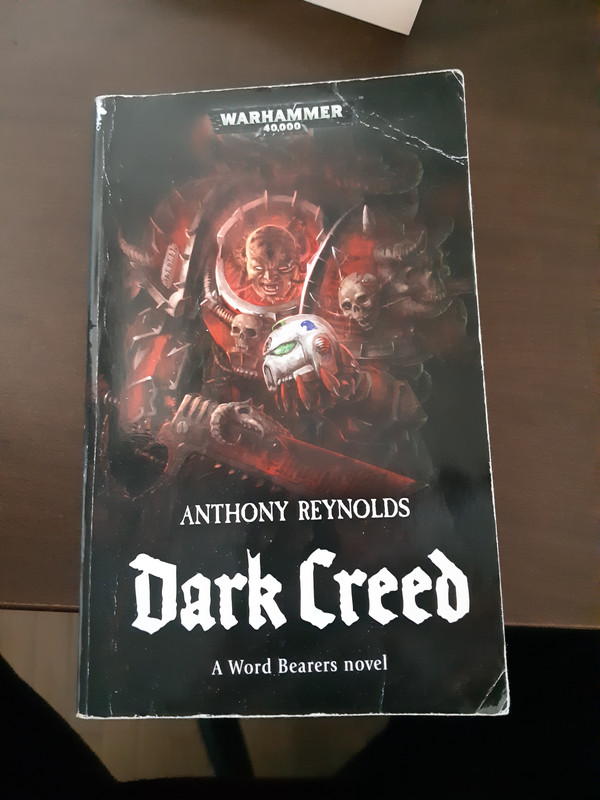 WARHAMMER
40,000
ANTHONY REYNOLDS
Dark Creed
A Word Bearers novel